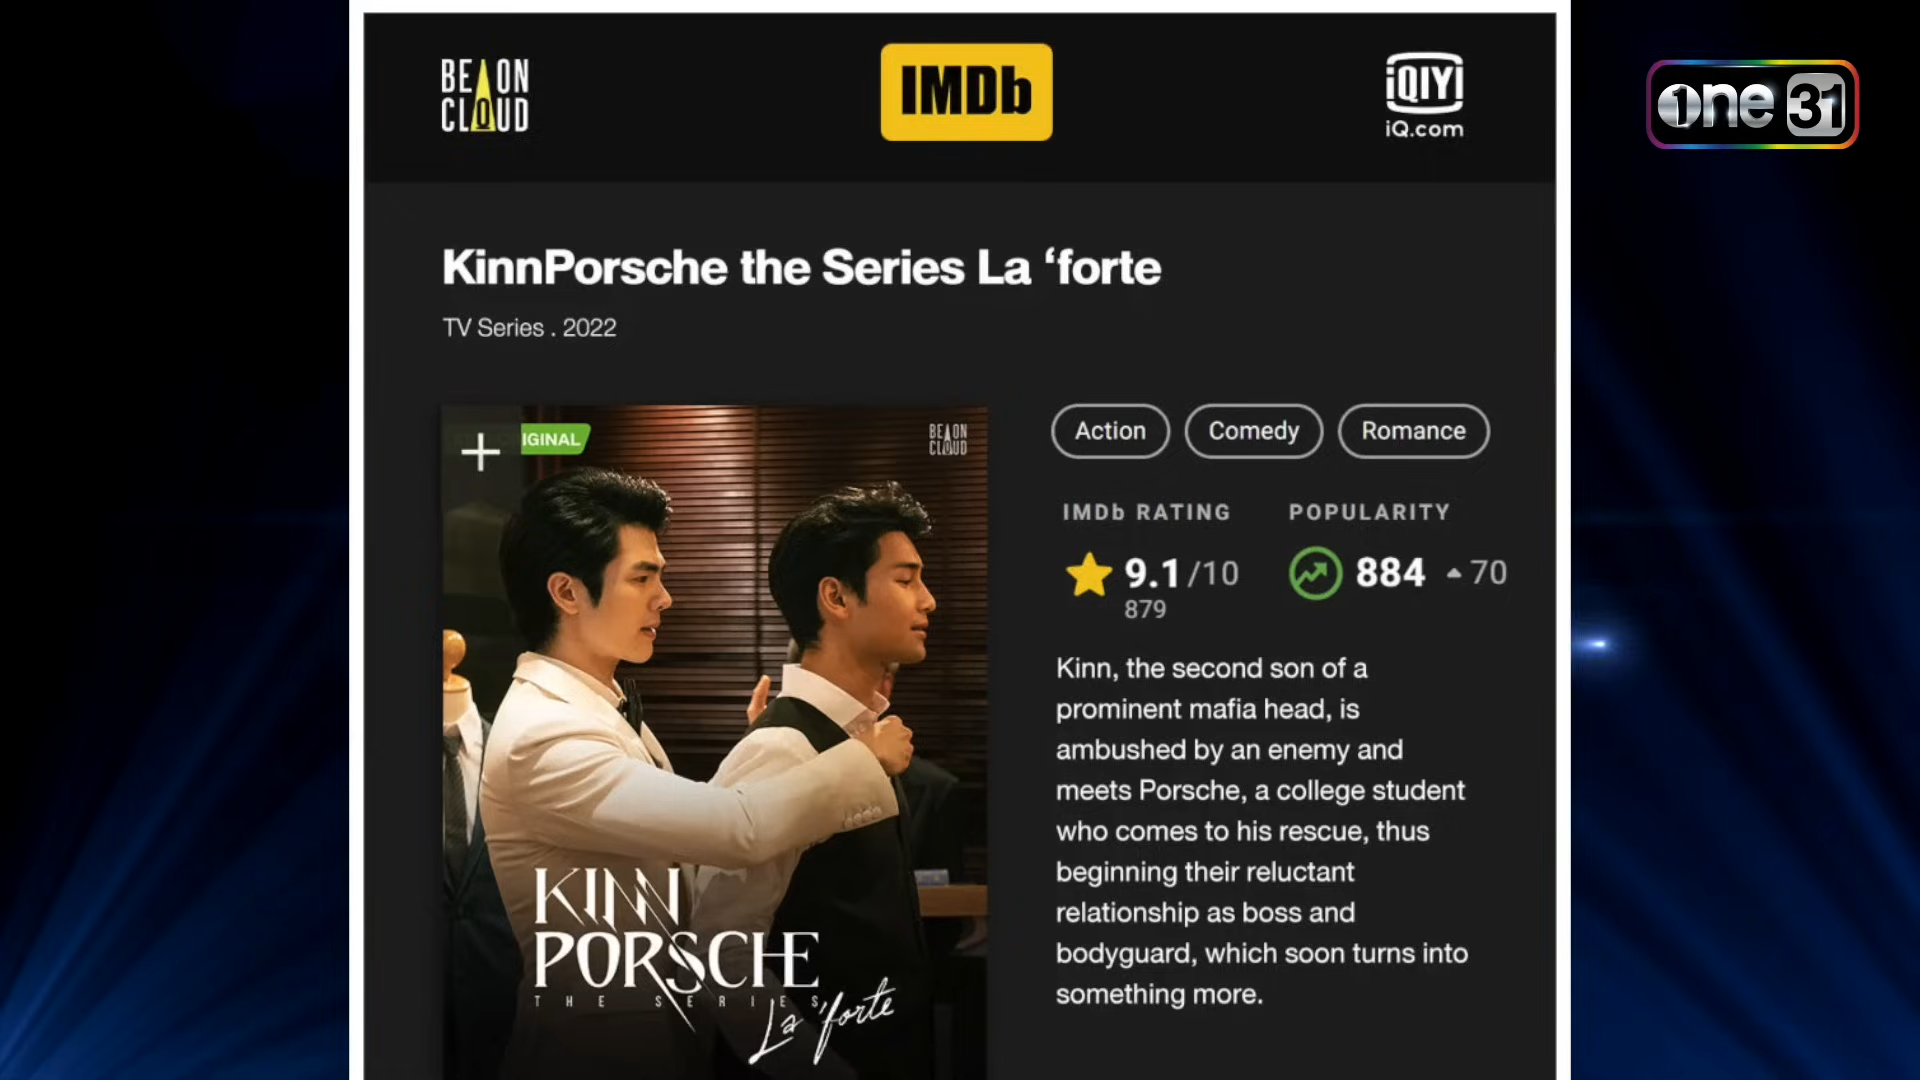 BE ON
CLOUD
IMDb
iQIYI
iQ.com
one 31
KinnPorsche the Series La ‘forte
TV Series . 2022
IGINAL
BE ON
CLOUD
Action
Comedy
Romance
IMDb RATING
POPULARITY
9.1/10
879
884
70
Kinn, the second son of a
prominent mafia head, is
ambushed by an enemy and
meets Porsche, a college student
who comes to his rescue, thus
beginning their reluctant
relationship as boss and
bodyguard, which soon turns into
something more.
KINN
PORSCHE
THE SERIES
La ‘forte